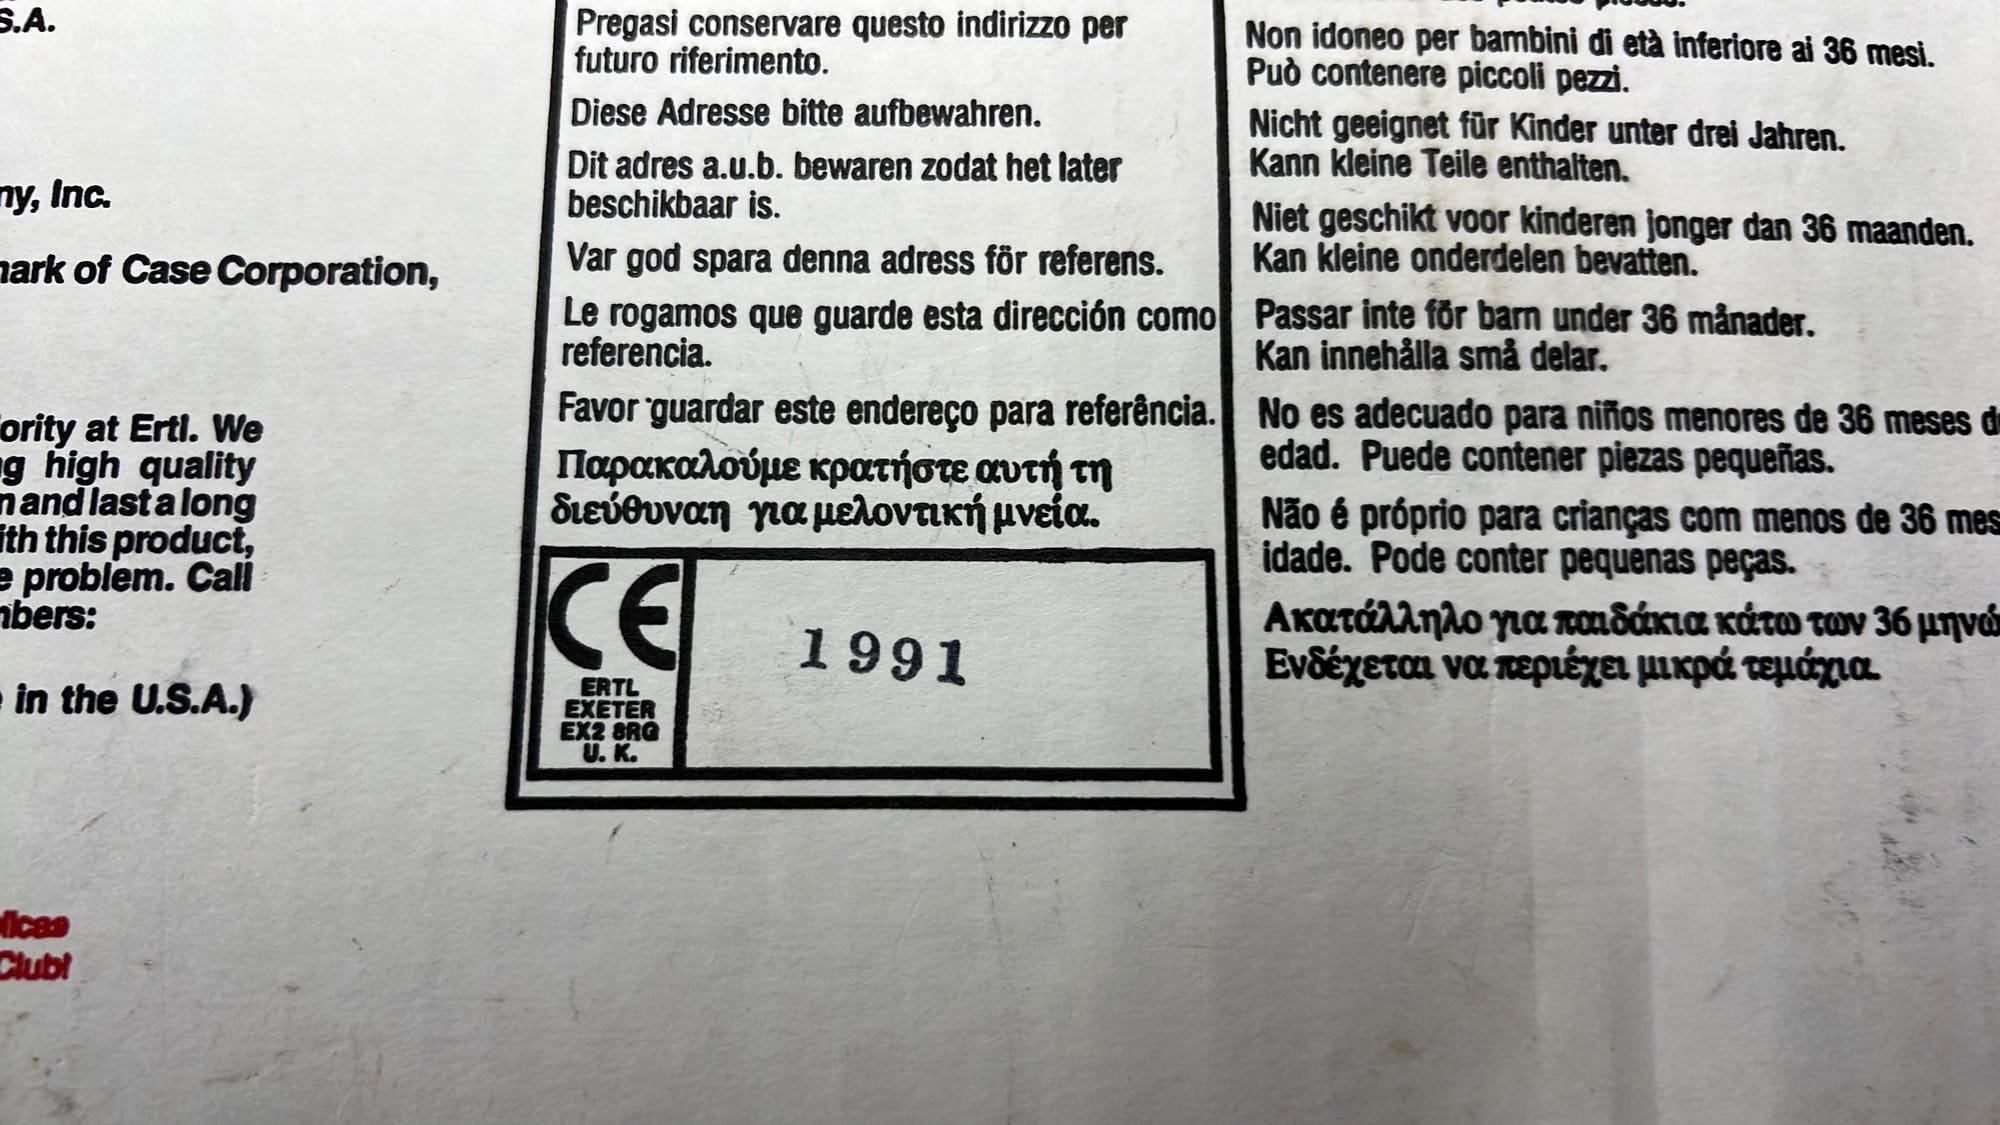 S.A.
Inc.
of Case Corporation,
at Ertl. We
high quality
and last a long
this product,
problem. Call
in the U.S.A.)
Club!
Pregasi conservare questo indirizzo per
futuro riferimento.
Diese Adresse bitte aufbewahren.
Dit adres a.u.b. bewaren zodat het later
beschikbaar is.
Var god spara denna adress för referens.
Le rogamos que guarde esta dirección como
referencia.
Favor guardar este endereço para referência.
Παρακαλούμε κρατήστε αυτή τη
διεύθυναη για μελοντική μνεία.
CE
ERTL
EXETER
EX2 8RG
U. K.
1991
Non idoneo per bambini di età inferiore ai 36 mesi.
Può contenere piccoli pezzi.
Nicht geeignet für Kinder unter drei Jahren.
Kann kleine Teile enthalten.
Niet geschikt voor kinderen jonger dan 36 maanden.
Kan kleine onderdelen bevatten.
Passar inte för barn under 36 månader.
Kan innehålla små delar.
No es adecuado para niños menores de 36 meses
edad. Puede contener piezas pequeñas.
Não é próprio para crianças com menos de 36
idade. Pode conter pequenas peças.
Ακατάλληλο για παιδάκια κάτω των 36
Ενδέχεται να περιέχει μικρά τεμάχια.